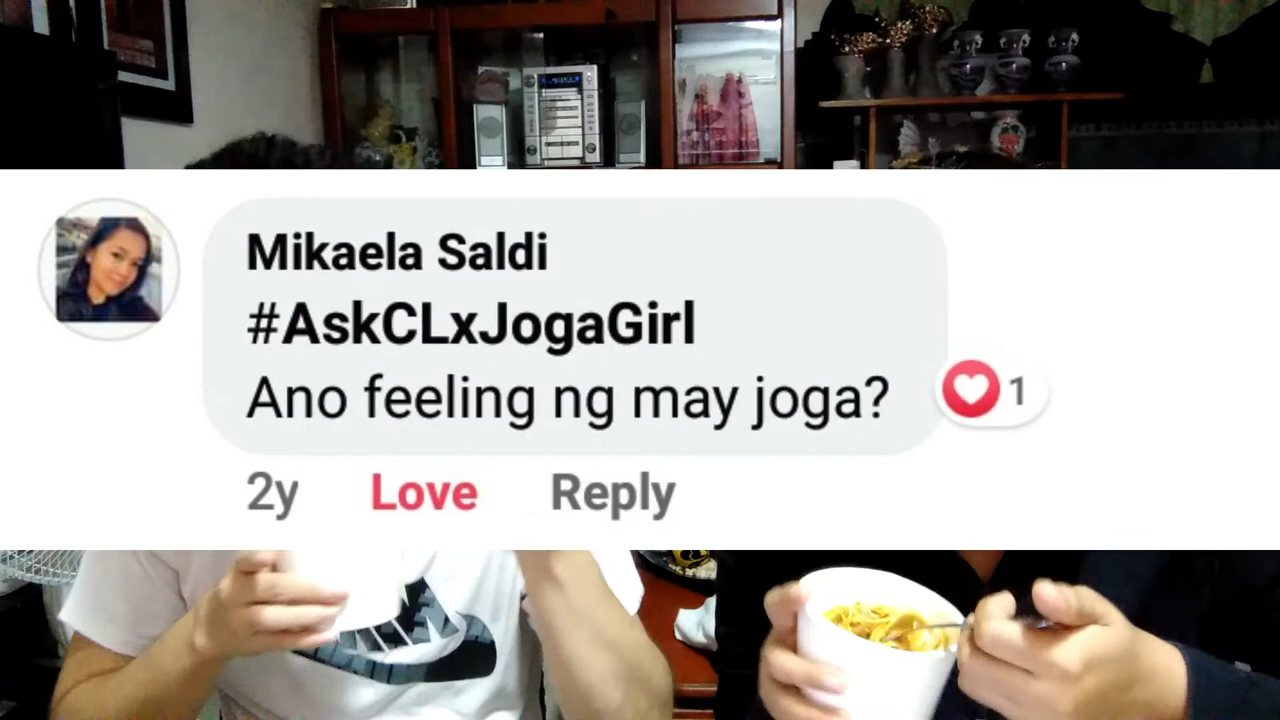 Mikaela Saldi
#AskCLxJogaGirl
Ano feeling ng may joga?
1
2y Love Reply